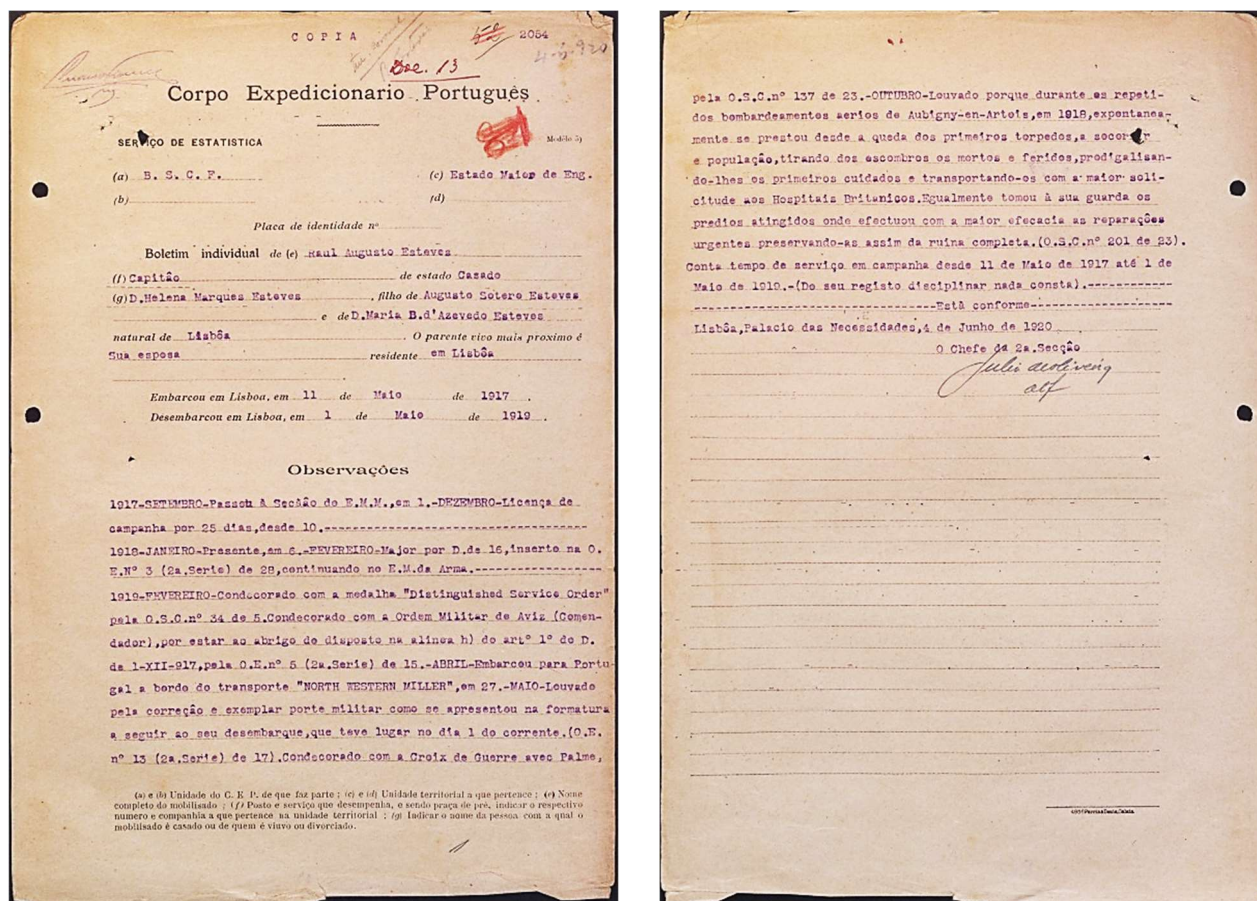 COPIA
2054
Doc. 13
4-6-920
Corpo Expedicionario Português
SERVIÇO DE ESTATISTICA
Modêlo 5)
(a) B. S. C. F.
(c) Estado Maior de Eng.
(b)
(d)
Placa de identidade nº
Boletim individual de (e) Raul Augusto Esteves
(f) Capitão de estado Casado
(g) D.Helena Marques Esteves, filho de Augusto Sotero Esteves
e de D.Maria B.d'Azevedo Esteves
natural de Lisbôa. O parente vivo mais proximo é
Sua esposa residente em Lisbôa
Embarcou em Lisboa, em 11 de Maio de 1917.
Desembarcou em Lisboa, em 1 de Maio de 1919.
Observações
1917-SETEMBRO-Passou á Secção do E.M.M.,em 1.-DEZEMBRO-Licença de
campanha por 25 dias,desde 10.------------------------------------
1918-JANEIRO-Presente,em 6.-FEVEREIRO-Major por D.de 16,inserto na O.
E.Nº 3 (2a.Serie) de 28,continuando no E.M.da Arma.-----------------
1919-FEVEREIRO-Condecorado com a medalha "Distinguished Service Order"
pela O.S.C.nº 34 de 5.Condecorado com a Ordem Militar de Aviz (Comen-
dador),por estar ao abrigo do disposto na alinea h) do artº 1º do D.
de 1-XII-917,pela O.E.nº 5 (2a.Serie) de 15.-ABRIL-Embarcou para Portu-
gal a bordo do transporte "NORTH WESTERN MILLER",em 27.-MAIO-Louvado
pela correção e exemplar porte militar como se apresentou na formatura
a seguir ao seu desembarque,que teve lugar no dia 1 do corrente.(O.E.
nº 13 (2a.Serie) de 17).Condecorado com a Croix de Guerre avec Palme,
(a) e (b) Unidade do C. E. P. de que faz parte ; (c) e (d) Unidade territorial a que pertence ; (e) Nome
completo do mobilisado ; (f) Posto e serviço que desempenha, e sendo praça de pré, indicar o respectivo
numero e companhia a que pertence na unidade territorial ; (g) Indicar o nome da pessoa com a qual o
mobilisado é casado ou de quem é viuvo ou divorciado.
pela O.S.C.nº 137 de 23.-OUTUBRO-Louvado porque durante os repeti-
dos bombardeamentos aerios de Aubigny-en-Artois,em 1918,expontanea-
mente se prestou desde a queda dos primeiros torpedos,a socorrer
e população,tirando dos escombros os mortos e feridos,prodigalisan-
do-lhes os primeiros cuidados e transportando-os com a maior soli-
citude aos Hospitais Britanicos.Egualmente tomou à sua guarda os
predios atingidos onde efectuou com a maior efecacia as reparações
urgentes preservando-as assim da ruina completa.(O.S.C.nº 201 de 23).
Conta tempo de serviço em campanha desde 11 de Maio de 1917 até 1 de
Maio de 1919.-(Do seu registo disciplinar nada consta).------------
------------------------------Está conforme-----------------
Lisbôa,Palacio das Necessidades,4 de Junho de 1920
O Chefe da 2a.Secção
Julio de Oliveira
alf